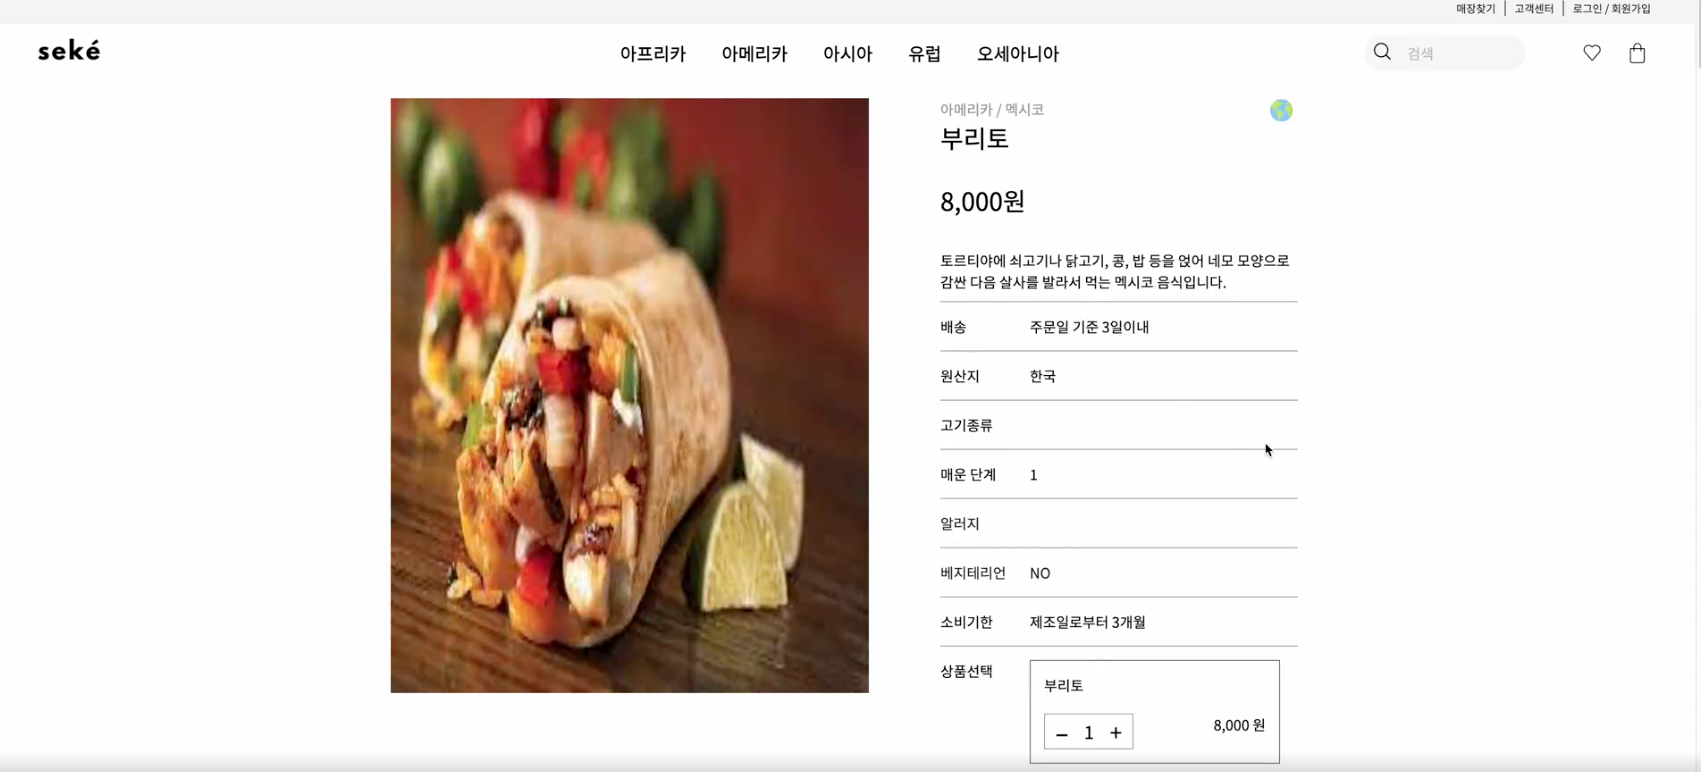 매장찾기 | 고객센터 | 로그인 / 회원가입
seké
아프리카 아메리카 아시아 유럽 오세아니아
검색
아메리카 / 멕시코
부리토
8,000원
토르티야에 쇠고기나 닭고기, 콩, 밥 등을 얹어 네모 모양으로
감싼 다음 살사를 발라서 먹는 멕시코 음식입니다.
배송 주문일 기준 3일이내
원산지 한국
고기종류
매운 단계 1
알러지
베지테리언 NO
소비기한 제조일로부터 3개월
상품선택
부리토
– 1 +
8,000 원